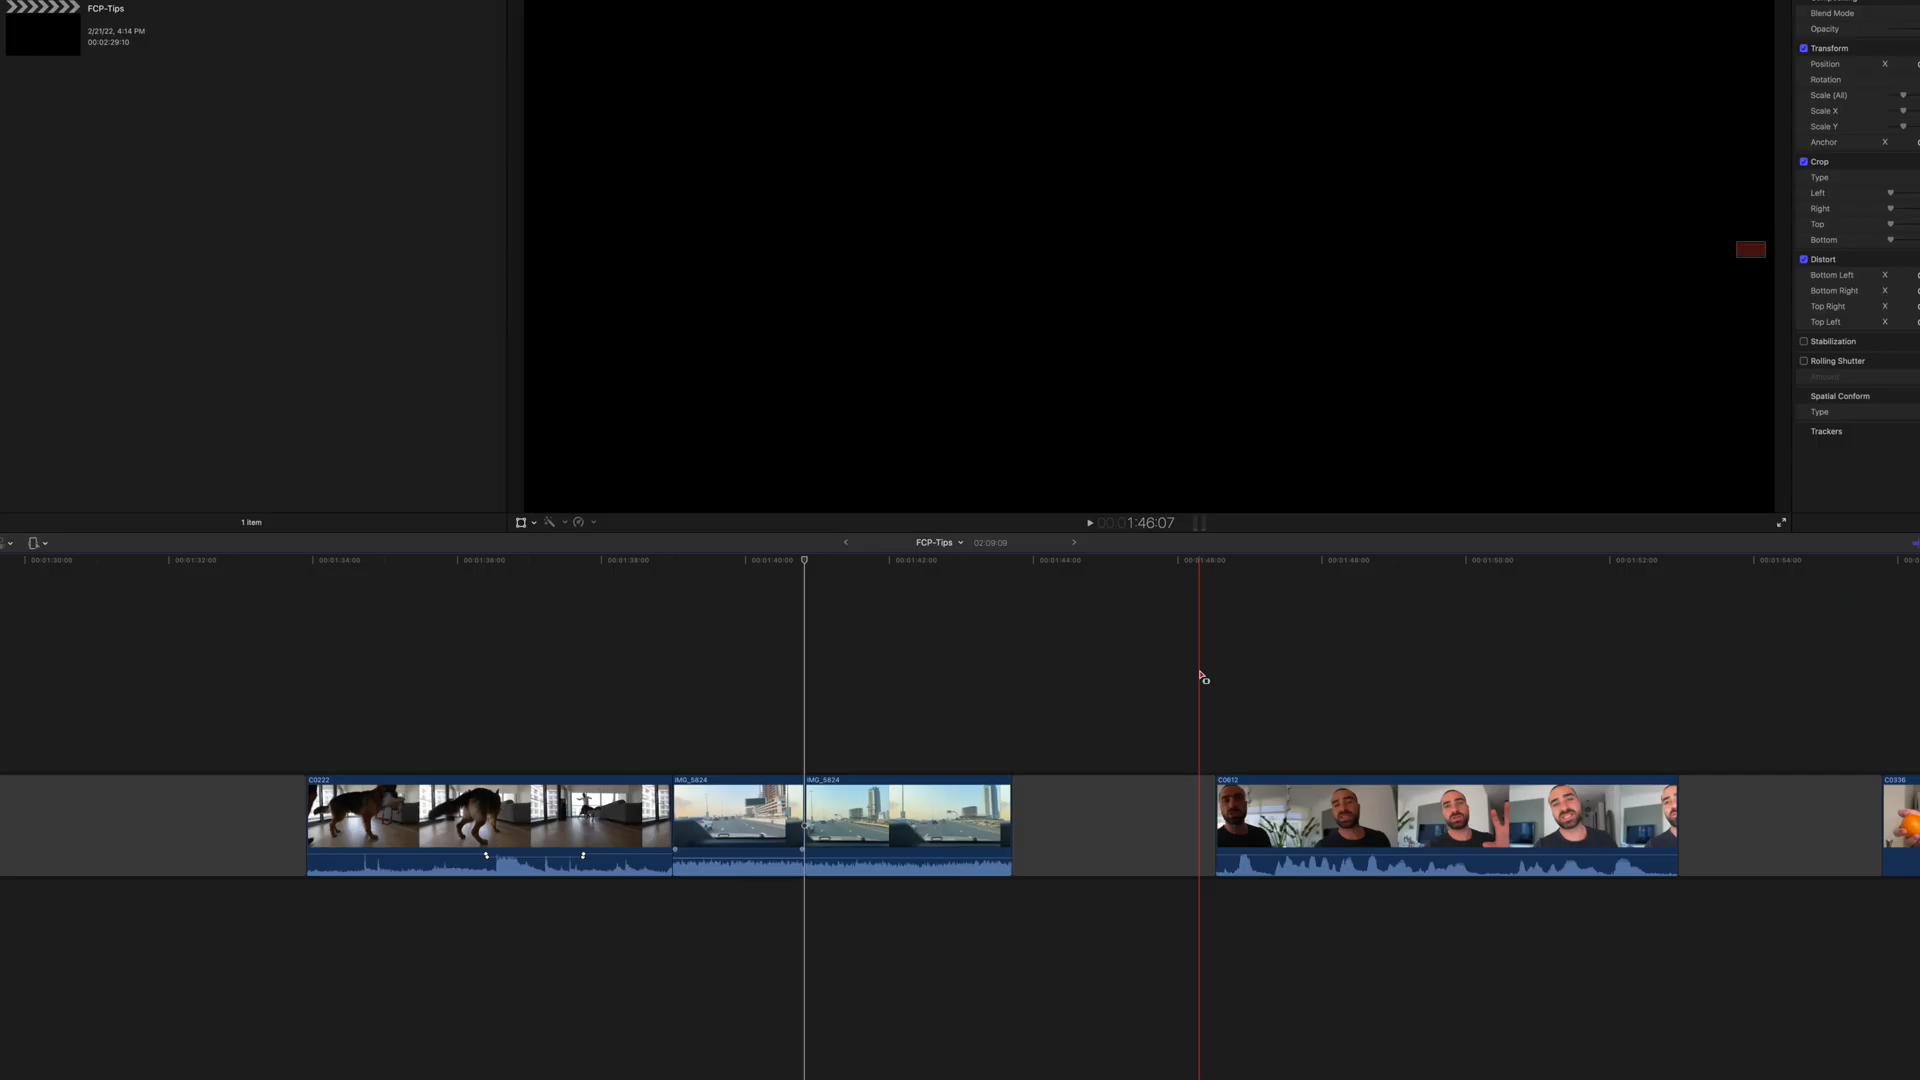 FCP-Tips
2/21/22, 4:14 PM
00:02:29:10
Blend Mode
Opacity
Transform
Position X
Rotation
Scale (All)
Scale X
Scale Y
Anchor X
Crop
Type
Left
Right
Top
Bottom
Distort
Bottom Left X
Bottom Right X
Top Right X
Top Left X
Stabilization
Rolling Shutter
Amount
Spatial Conform
Type
Trackers
1 item
00:01:46:07
FCP-Tips 02:09:09
00:01:30:00 00:01:32:00 00:01:34:00 00:01:36:00 00:01:38:00 00:01:40:00 00:01:42:00 00:01:44:00 00:01:46:00 00:01:48:00 00:01:50:00 00:01:52:00 00:01:54:00
C0222 IMG_5824 IMG_5824 C0612 C0336